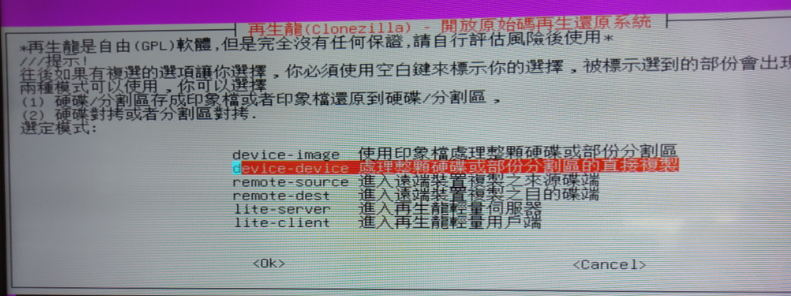 再生龍(Clonezilla) - 開放原始碼再生還原系統
*再生龍是自由(GPL)軟體,但是完全沒有任何保證,請自行評估風險後使用*
///提示!
往後如果有複選的選項讓你選擇,你必須使用空白鍵來標示你的選擇,被標示選到的部份會出現
兩種模式可以使用,你可以選擇
(1) 硬碟/分割區存成印象檔或者印象檔還原到硬碟/分割區,
(2) 硬碟對拷或者分割區對拷.
選定模式:
device-image 使用印象檔處理整顆硬碟或部份分割區
device-device 處理整顆硬碟或部份分割區的直接複製
remote-source 進入遠端裝置複製之來源碟端
remote-dest 進入遠端裝置複製之目的碟端
lite-server 進入再生龍輕量伺服器
lite-client 進入再生龍輕量用戶端
<Ok> <Cancel>